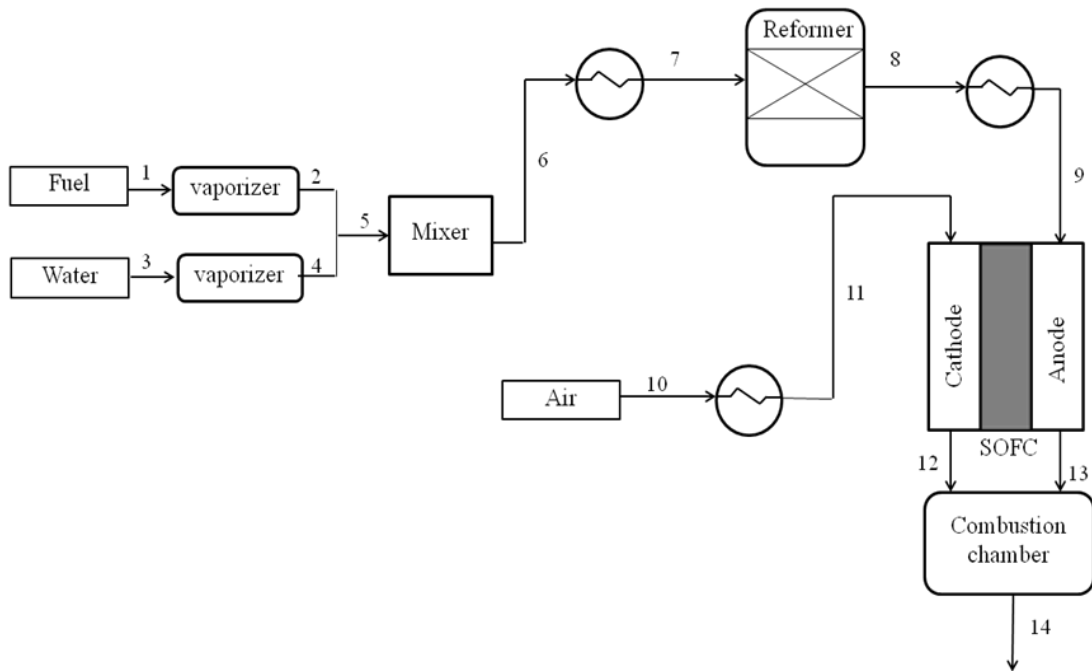 Reformer
7
8
6
9
Fuel
1
vaporizer
2
5
Mixer
Water
3
vaporizer
4
11
Air
10
Cathode
Anode
SOFC
12
13
Combustion
chamber
14